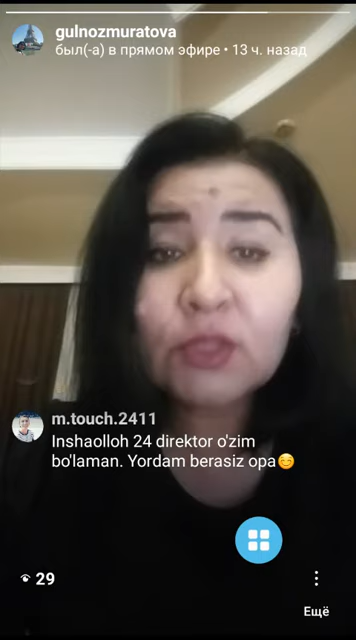 gulnozmuratova
был(-а) в прямом эфире • 13 ч. назад
m.touch.2411
Inshaolloh 24 direktor o'zim
bo'laman. Yordam berasiz opa😊
29
Ещё